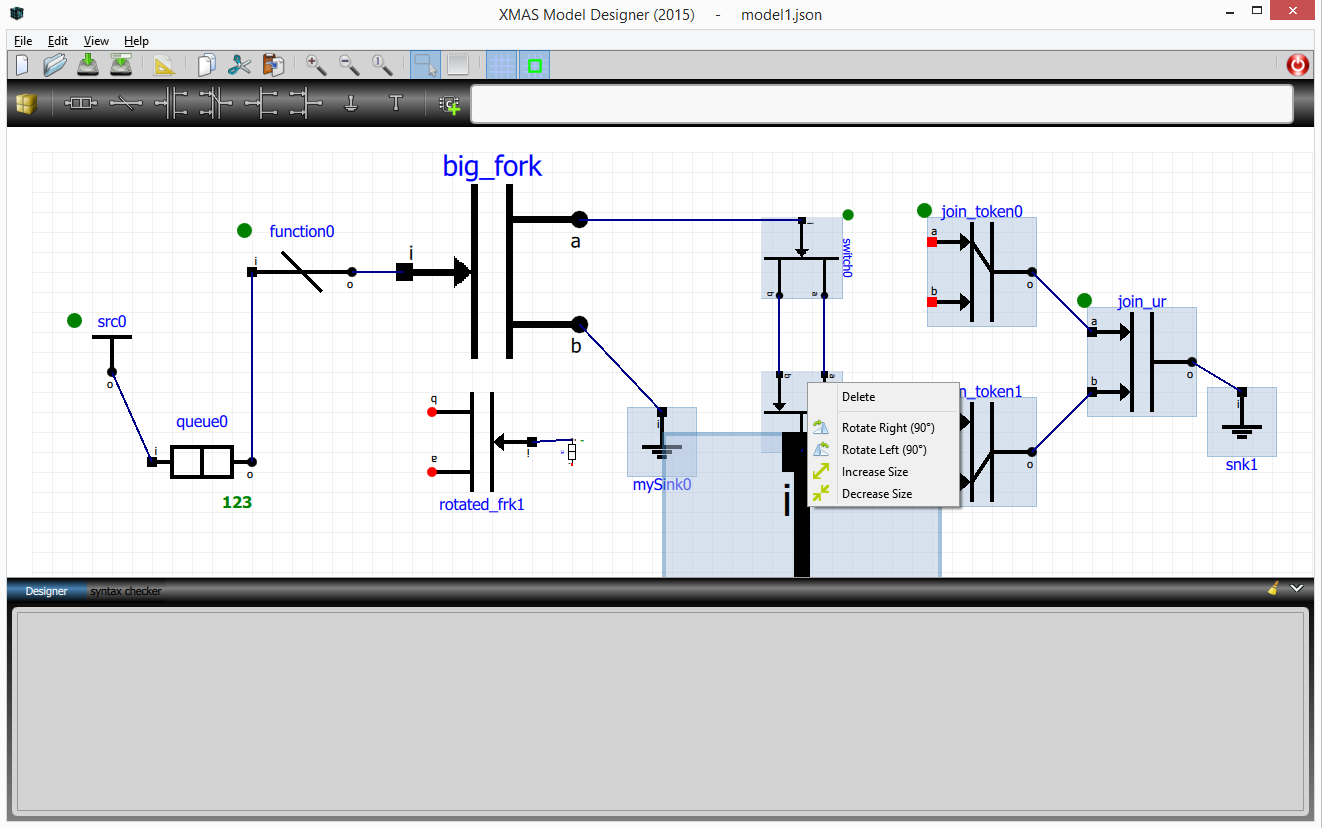 XMAS Model Designer (2015) - model1.json
File Edit View Help
big_fork
function0
join_token0
switch0
i
a
b
i
o
i
a
b
o
b
a
src0
o
join_ur
a
b
o
b
a
n_token1
o
Delete
Rotate Right (90°)
Rotate Left (90°)
Increase Size
Decrease Size
queue0
i
o
123
b
a
i
rotated_frk1
i
mySink0
i
i
snk1
Designer syntax checker